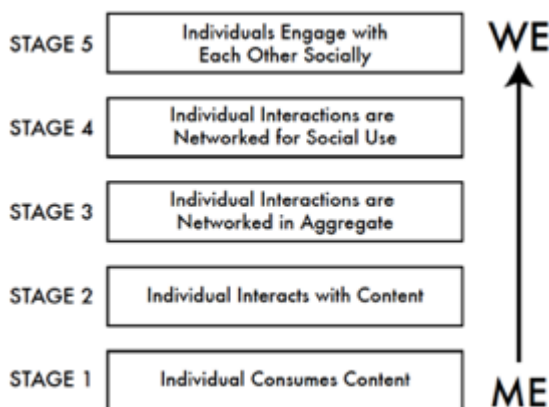 STAGE 5
Individuals Engage with
Each Other Socially
WE
STAGE 4
Individual Interactions are
Networked for Social Use
STAGE 3
Individual Interactions are
Networked in Aggregate
STAGE 2
Individual Interacts with Content
STAGE 1
Individual Consumes Content
ME